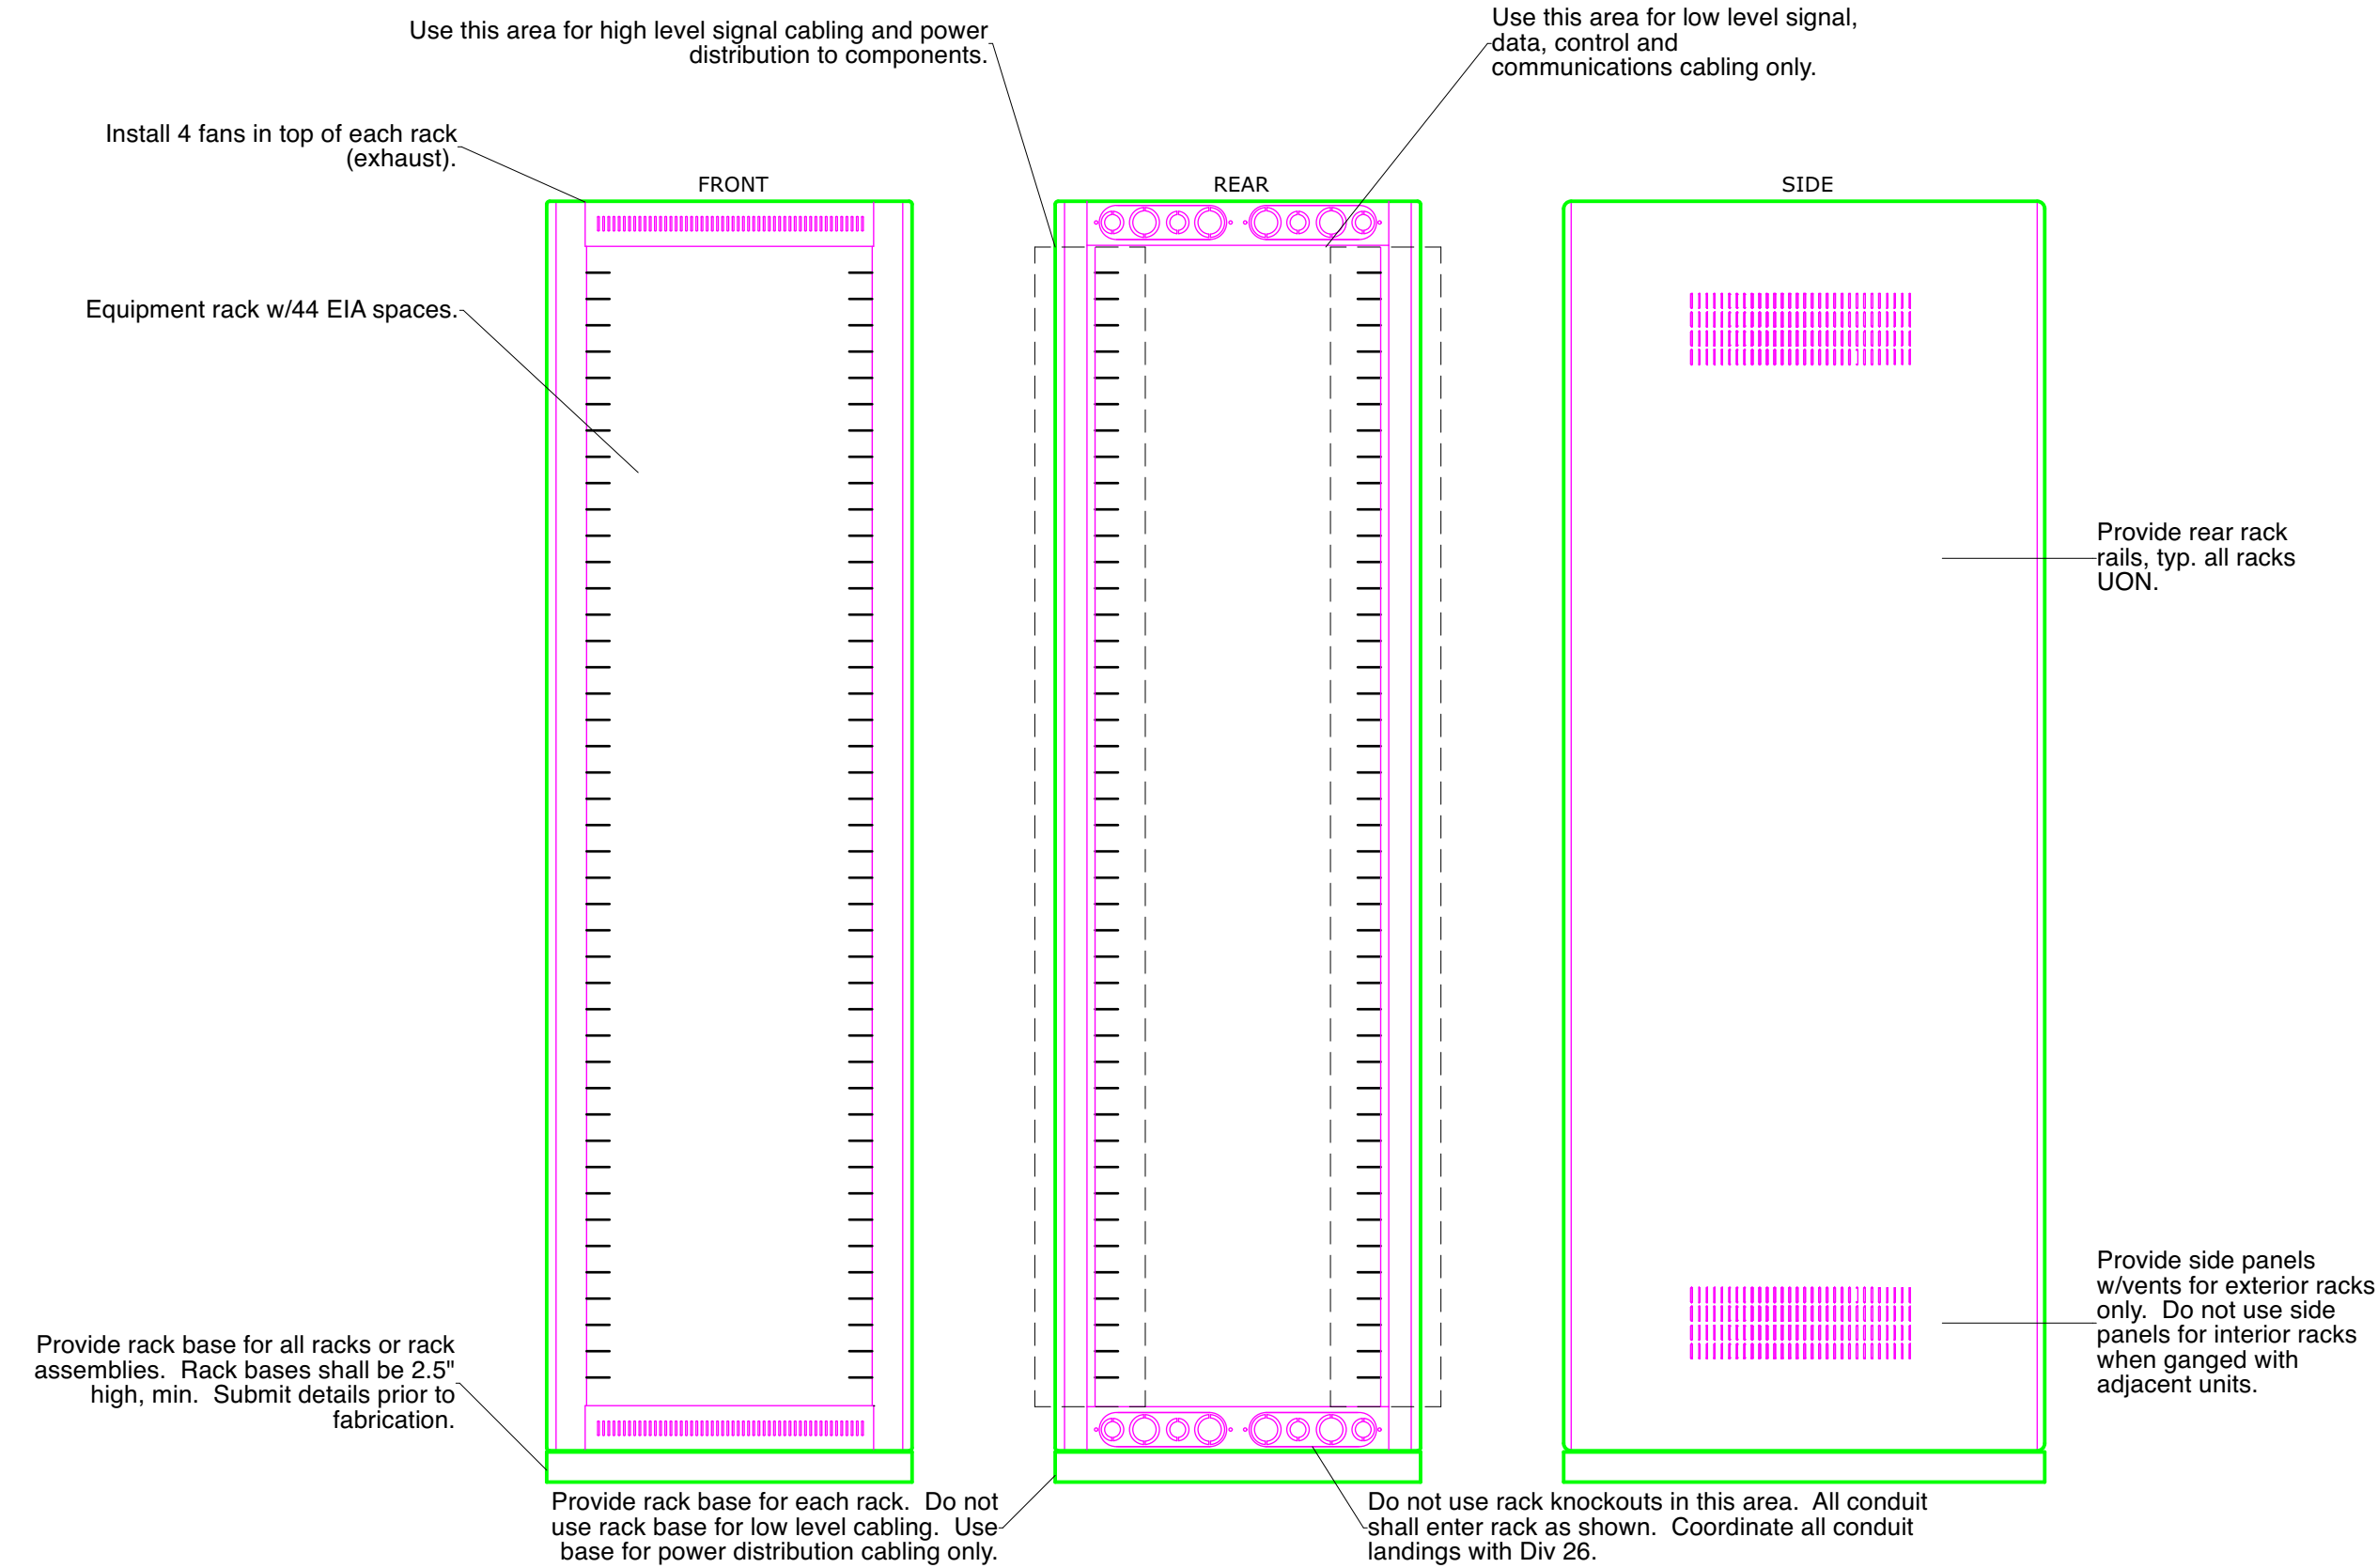 Use this area for high level signal cabling and power
distribution to components.
Use this area for low level signal,
data, control and
communications cabling only.
Install 4 fans in top of each rack
(exhaust).
FRONT
REAR
SIDE
Equipment rack w/44 EIA spaces.
Provide rear rack
rails, typ. all racks
UON.
Provide side panels
w/vents for exterior racks
only.  Do not use side
panels for interior racks
when ganged with
adjacent units.
Provide rack base for all racks or rack
assemblies.  Rack bases shall be 2.5"
high, min.  Submit details prior to
fabrication.
Provide rack base for each rack.  Do not
use rack base for low level cabling.  Use
base for power distribution cabling only.
Do not use rack knockouts in this area.  All conduit
shall enter rack as shown.  Coordinate all conduit
landings with Div 26.